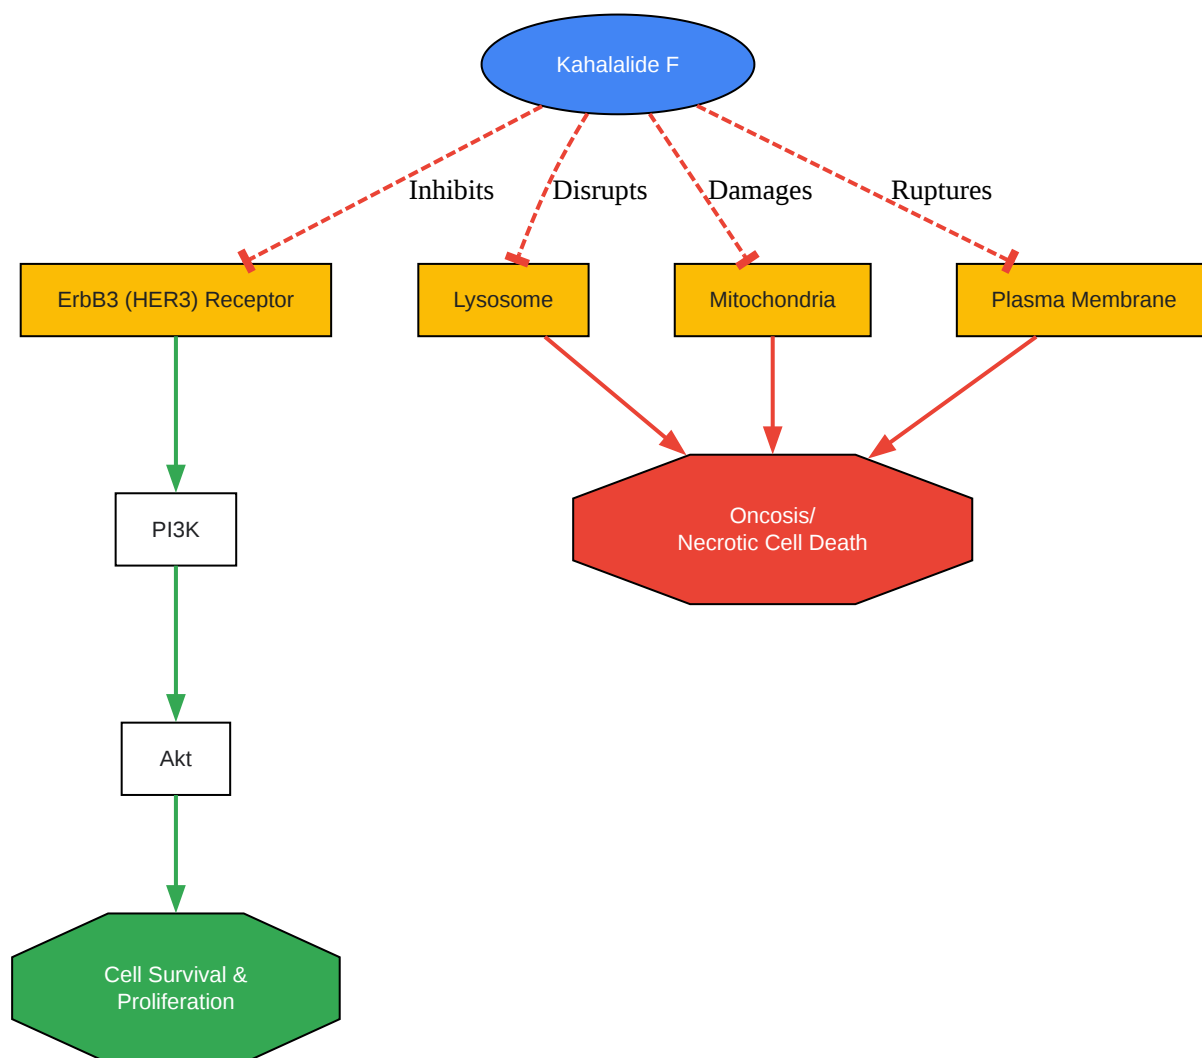 Kahalalide F
Inhibits
Disrupts
Damages
Ruptures
ErbB3 (HER3) Receptor
Lysosome
Mitochondria
Plasma Membrane
PI3K
Oncosis/
Necrotic Cell Death
Akt
Cell Survival &
Proliferation